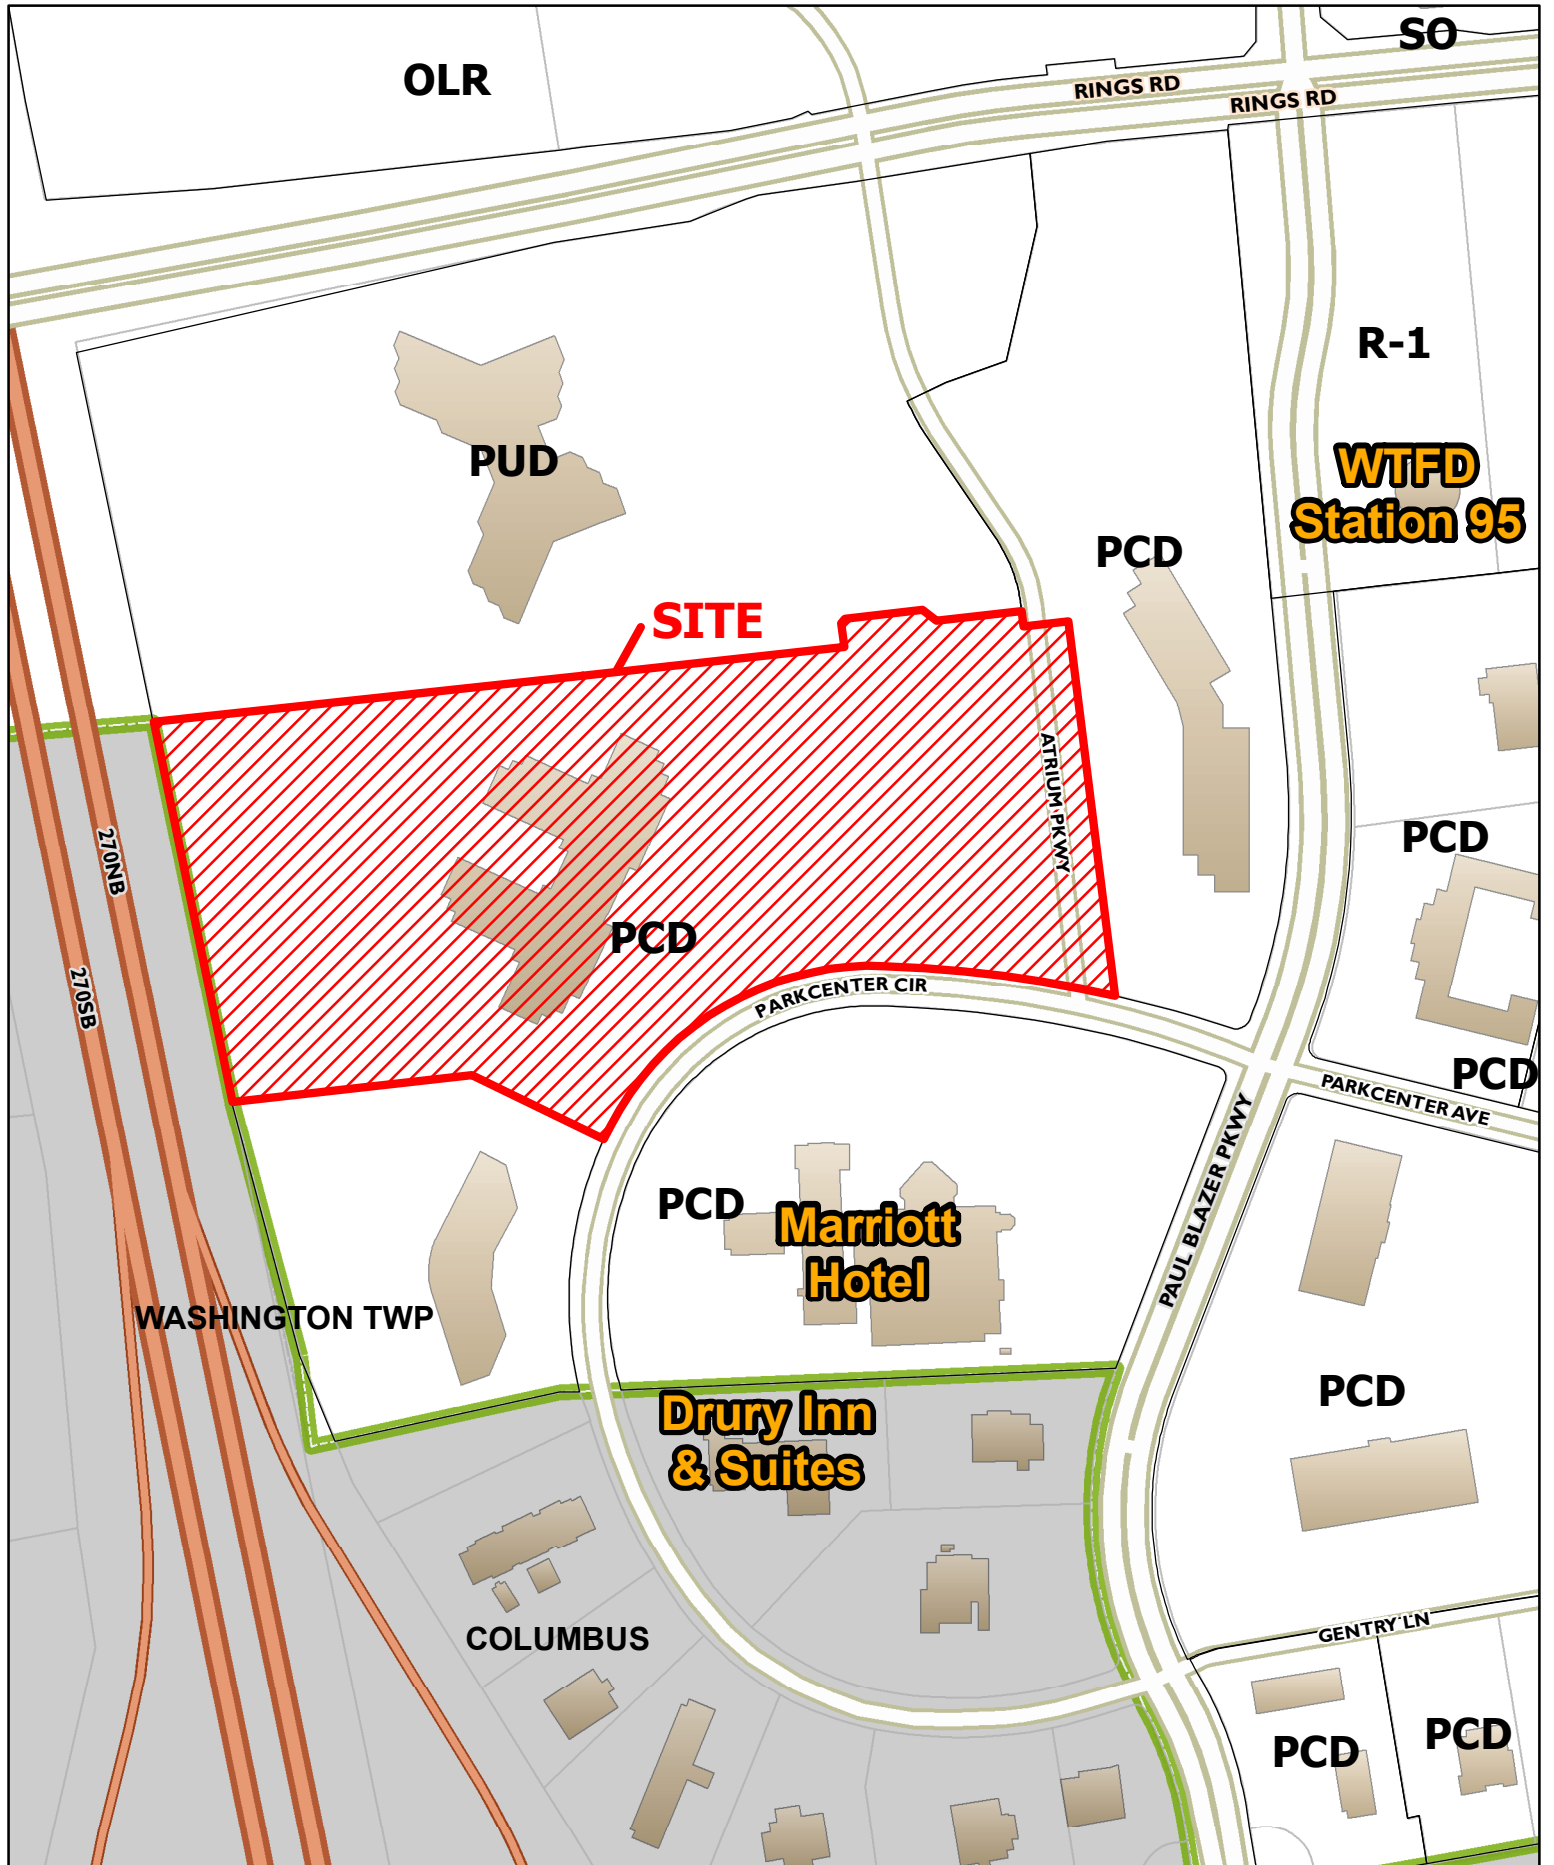 SO
OLR
RINGS RD
RINGS RD
R-1
PUD
WTFD
Station 95
PCD
SITE
ATRIUM PKWY
270NB
PCD
PCD
270SB
PARKCENTER CIR
PCD
PARKCENTER AVE
PAUL BLAZER PKWY
PCD
Marriott
Hotel
WASHINGTON TWP
PCD
Drury Inn
& Suites
COLUMBUS
GENTRY LN
PCD
PCD